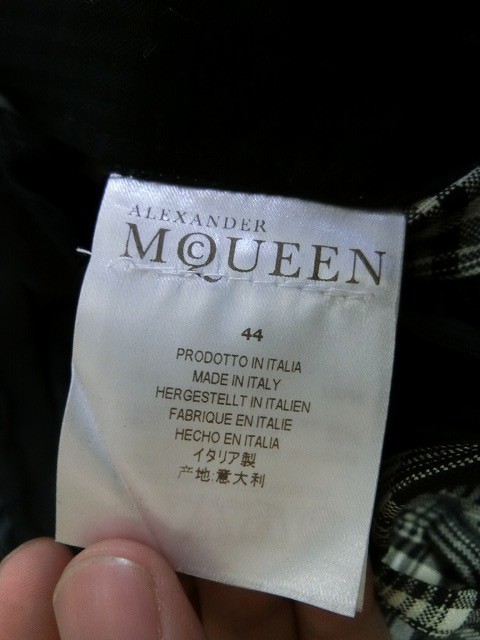 ALEXANDER
McQUEEN
44
PRODOTTO IN ITALIA
MADE IN ITALY
HERGESTELLT IN ITALIEN
FABRIQUE EN ITALIE
HECHO EN ITALIA
イタリア製
产地:意大利